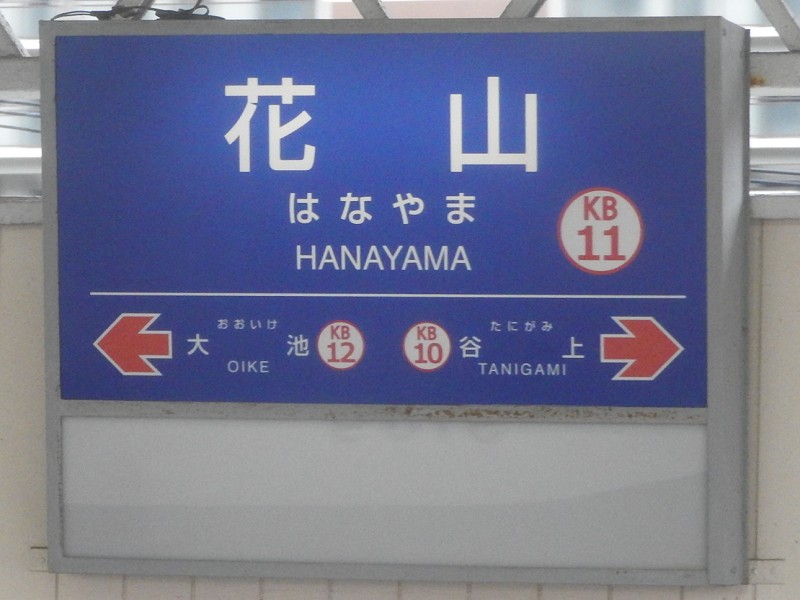 花山
はなやま
HANAYAMA
KB
11
おおいけ
大池
OIKE
KB
12
KB
10
たにがみ
谷上
TANIGAMI